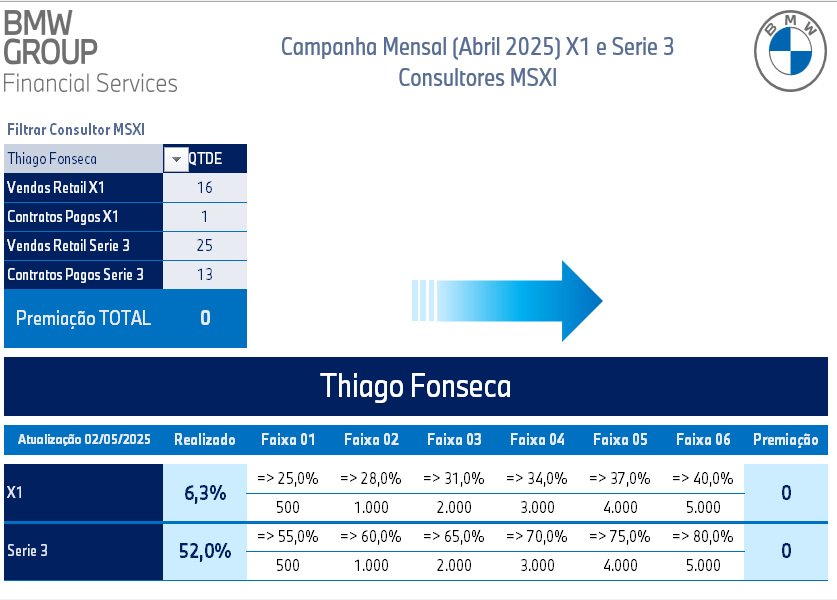 BMW
GROUP
Financial Services
Campanha Mensal (Abril 2025) X1 e Serie 3
Consultores MSXI
BMW
Filtrar Consultor MSXI
Thiago Fonseca QTDE
Vendas Retail X1 16
Contratos Pagos X1 1
Vendas Retail Serie 3 25
Contratos Pagos Serie 3 13
Premiação TOTAL 0
Thiago Fonseca
Atualização 02/05/2025 Realizado Faixa 01 Faixa 02 Faixa 03 Faixa 04 Faixa 05 Faixa 06 Premiação
X1 6,3% => 25,0% => 28,0% => 31,0% => 34,0% => 37,0% => 40,0% 0
500 1.000 2.000 3.000 4.000 5.000
Serie 3 52,0% => 55,0% => 60,0% => 65,0% => 70,0% => 75,0% => 80,0% 0
500 1.000 2.000 3.000 4.000 5.000